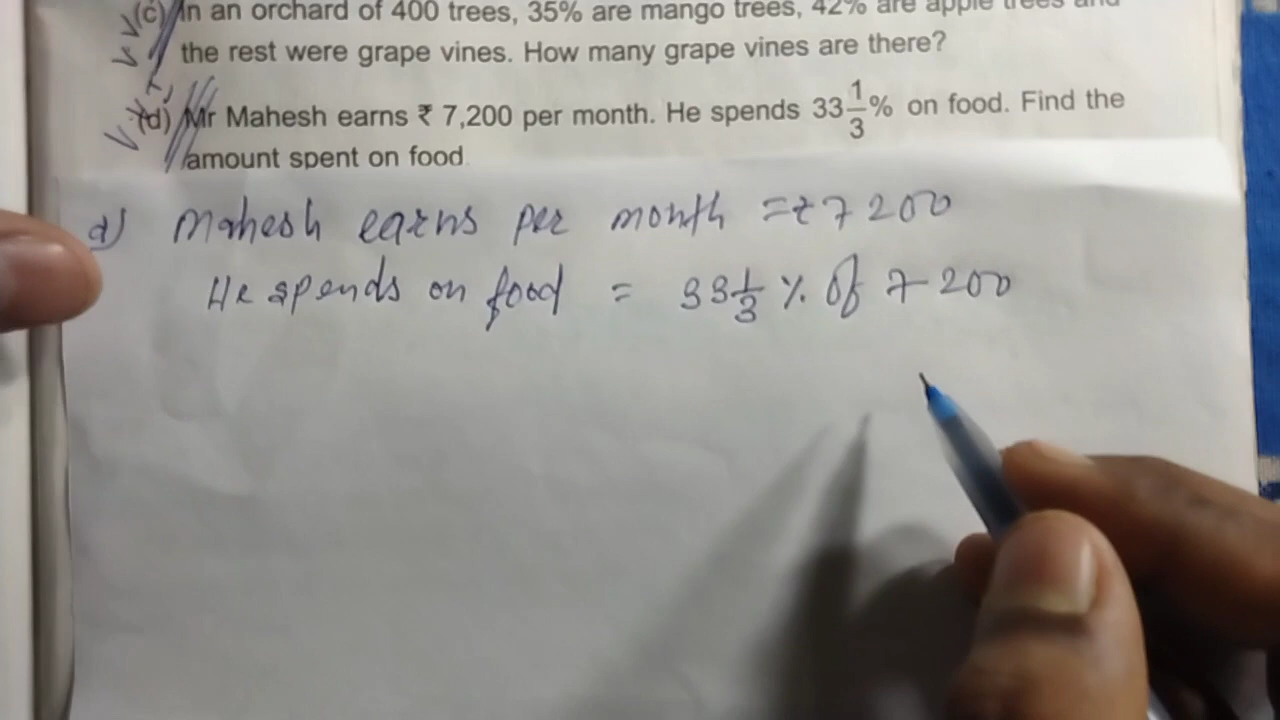 (c) In an orchard of 400 trees, 35% are mango trees, 42% are apple trees and
the rest were grape vines. How many grape vines are there?
(d) Mr Mahesh earns ₹ 7,200 per month. He spends 33 1/3% on food. Find the
amount spent on food
d) Mahesh earns per month = ₹ 7200
He spends on food = 33 1/3 % of 7200